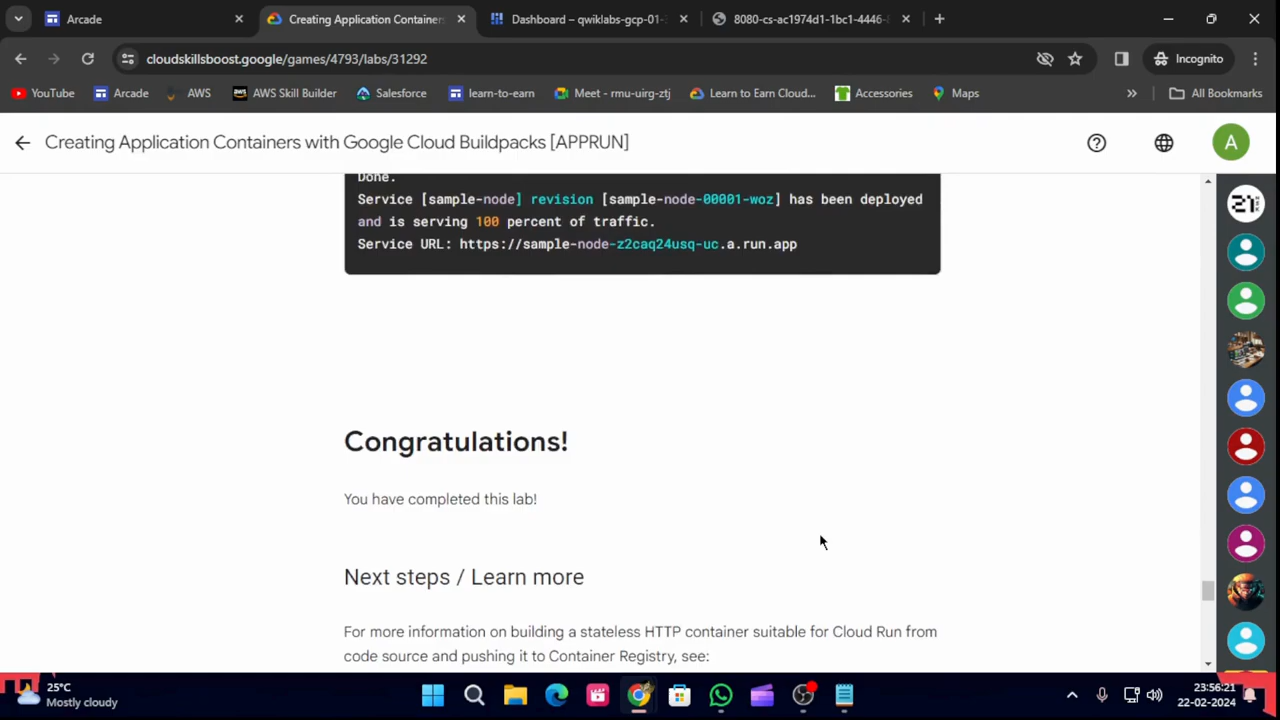 Arcade
Creating Application Containers
Dashboard – qwiklabs-gcp-01-
8080-cs-ac1974d1-1bc1-4446-
cloudskillsboost.google/games/4793/labs/31292
Incognito
YouTube
Arcade
AWS
AWS Skill Builder
Salesforce
learn-to-earn
Meet - rmu-uirg-ztj
Learn to Earn Cloud...
Accessories
Maps
All Bookmarks
Creating Application Containers with Google Cloud Buildpacks [APPRUN]
A
Done.
Service [sample-node] revision [sample-node-00001-woz] has been deployed
and is serving 100 percent of traffic.
Service URL: https://sample-node-z2caq24usq-uc.a.run.app
Congratulations!
You have completed this lab!
Next steps / Learn more
For more information on building a stateless HTTP container suitable for Cloud Run from
code source and pushing it to Container Registry, see:
25°C
Mostly cloudy
23:56:21
22-02-2024